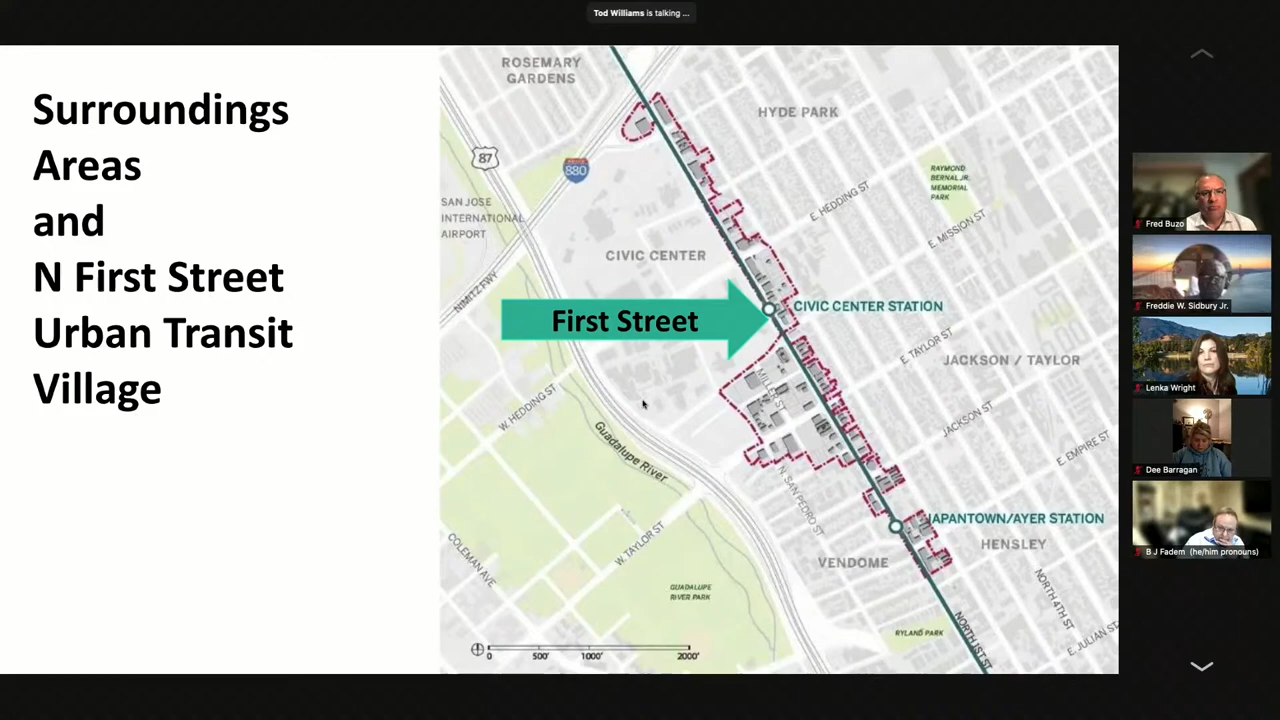 Tod Williams is talking ...
Surroundings
Areas
and
N First Street
Urban Transit
Village
ROSEMARY
GARDENS
HYDE PARK
87
880
RAYMOND
BERNAL JR.
MEMORIAL
PARK
SAN JOSE
INTERNATIONAL
AIRPORT
E. HEDDING ST
E. MISSION ST
CIVIC CENTER
NIMITZ FWY
First Street
CIVIC CENTER STATION
E. TAYLOR ST
JACKSON / TAYLOR
MILLER ST
W. HEDDING ST
JACKSON ST
Guadalupe River
E. EMPIRE ST
N. SAN PEDRO ST
JAPANTOWN/AYER STATION
HENSLEY
W. TAYLOR ST
COLEMAN AVE
VENDOME
GUADALUPE
RIVER PARK
NORTH 4TH ST
NORTH 1ST ST
RYLAND PARK
E. JULIAN ST
0 500' 1000' 2000'
Fred Buzo
Freddie W. Sidbury Jr.
Lenka Wright
Dee Barragan
B J Fadem (he/him pronouns)